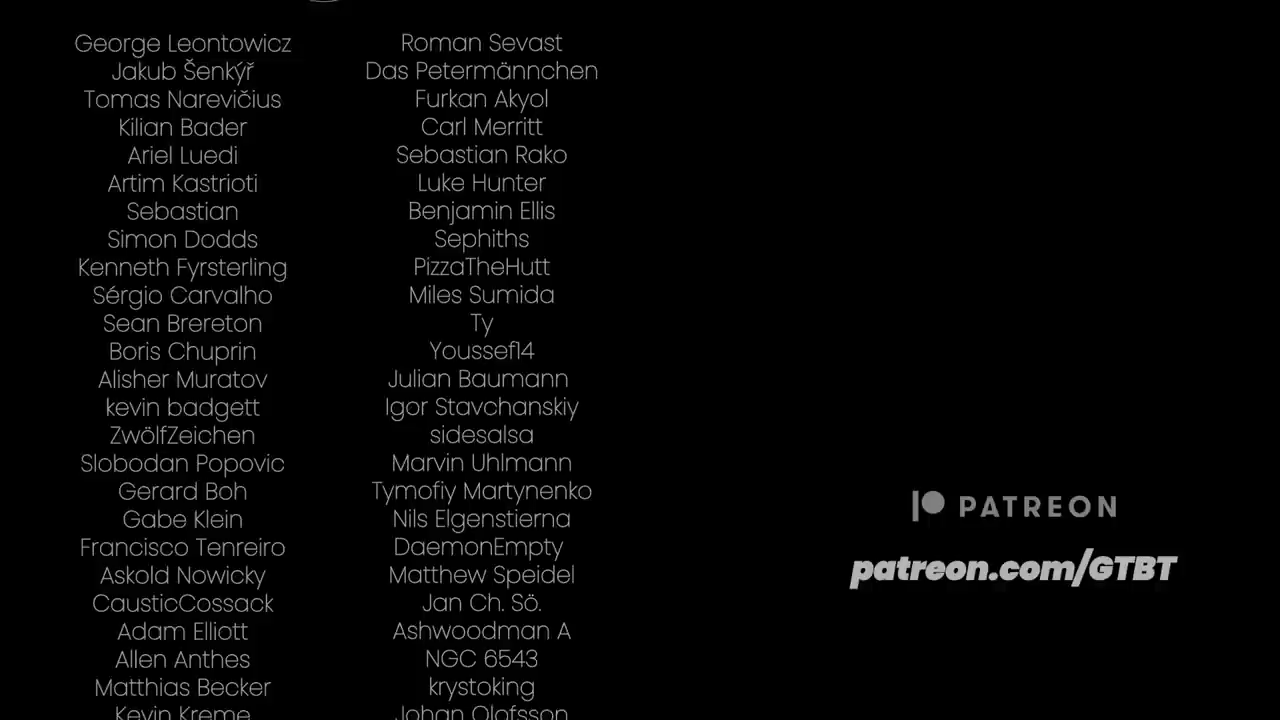 George Leontowicz
Jakub Šenkýř
Tomas Narevičius
Kilian Bader
Ariel Luedi
Artim Kastrioti
Sebastian
Simon Dodds
Kenneth Fyrsterling
Sérgio Carvalho
Sean Brereton
Boris Chuprin
Alisher Muratov
kevin badgett
ZwölfZeichen
Slobodan Popovic
Gerard Boh
Gabe Klein
Francisco Tenreiro
Askold Nowicky
CausticCossack
Adam Elliott
Allen Anthes
Matthias Becker
Kevin Kreme
Roman Sevast
Das Petermännchen
Furkan Akyol
Carl Merritt
Sebastian Rako
Luke Hunter
Benjamin Ellis
Sephiths
PizzaTheHutt
Miles Sumida
Ty
Youssef14
Julian Baumann
Igor Stavchanskiy
sidesalsa
Marvin Uhlmann
Tymofiy Martynenko
Nils Elgenstierna
DaemonEmpty
Matthew Speidel
Jan Ch. Sö.
Ashwoodman A
NGC 6543
krystoking
Johan Olofsson
PATREON
patreon.com/GTBT